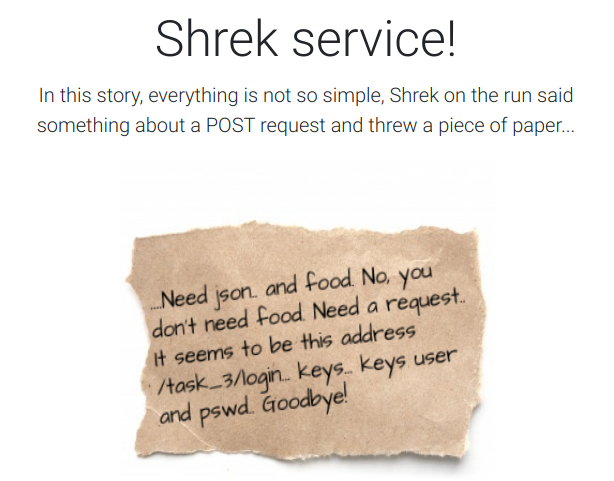 Shrek service!
In this story, everything is not so simple, Shrek on the run said
something about a POST request and threw a piece of paper...
....Need json.. and food. No, you
don't need food. Need a request..
It seems to be this address
/task_3/login... keys... keys user
and pswd.. Goodbye!